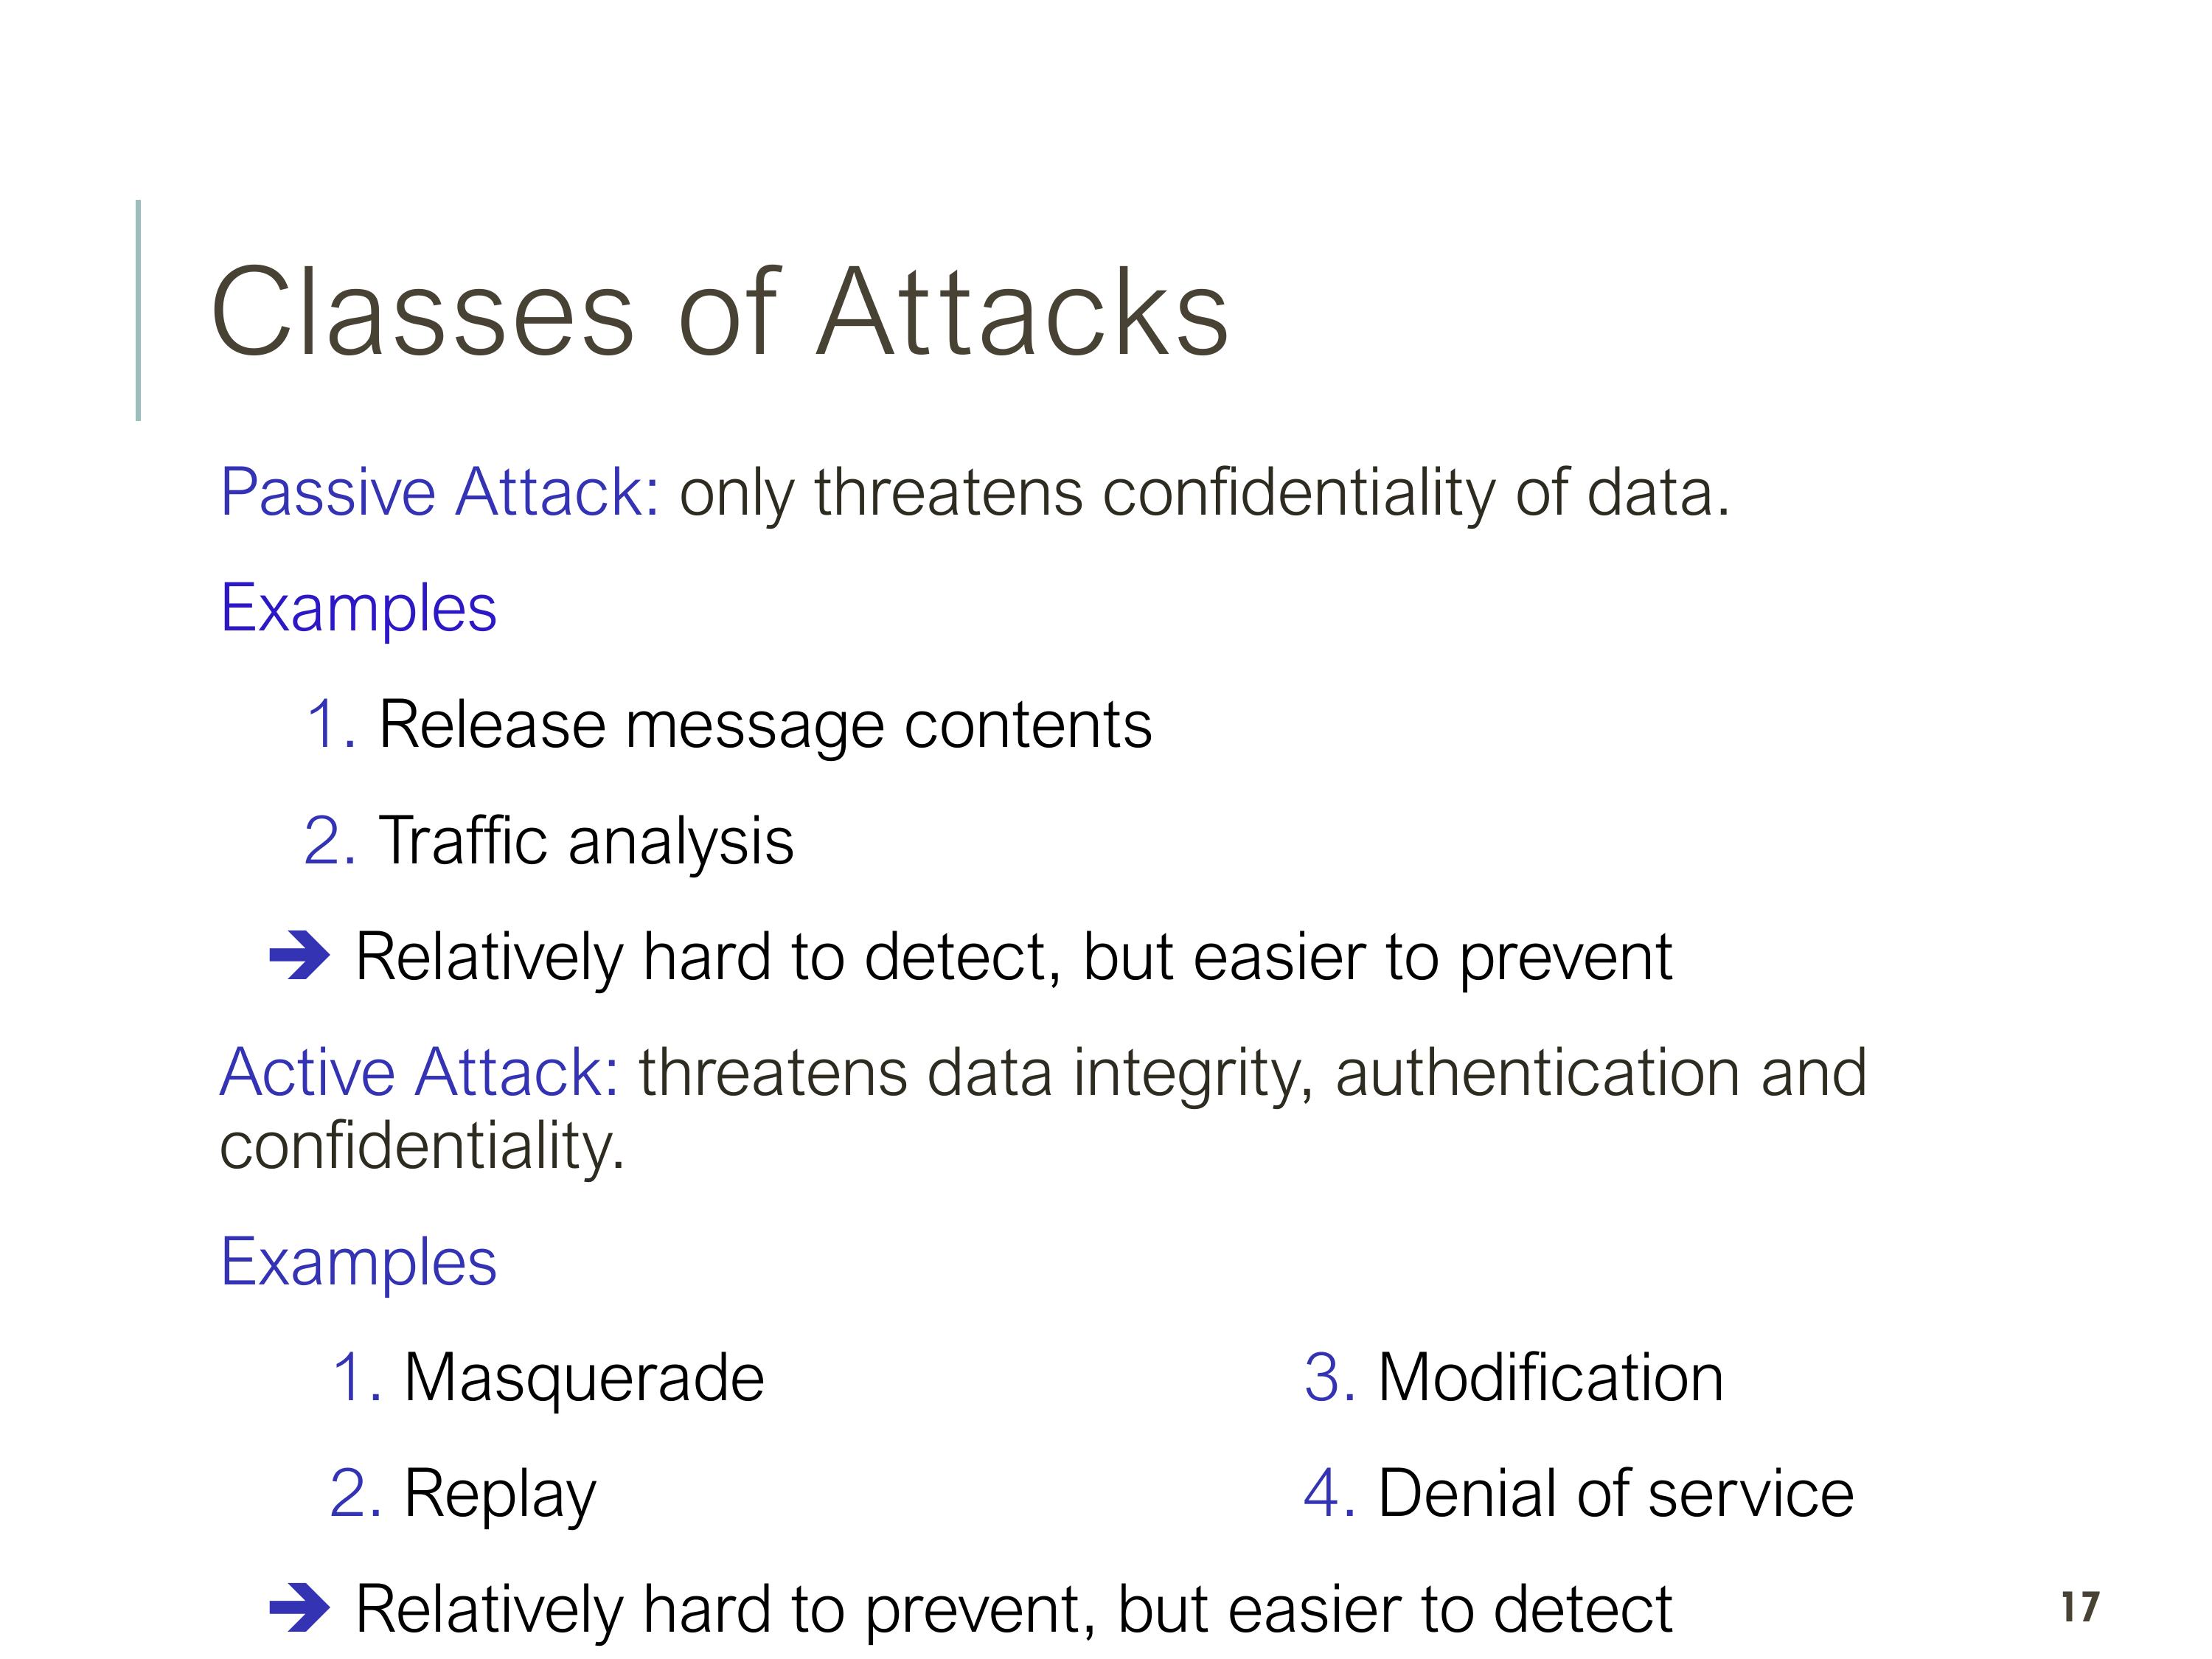 Classes of Attacks
Passive Attack: only threatens confidentiality of data.
Examples
1. Release message contents
2. Traffic analysis
➔ Relatively hard to detect, but easier to prevent
Active Attack: threatens data integrity, authentication and
confidentiality.
Examples
1. Masquerade
3. Modification
2. Replay
4. Denial of service
➔ Relatively hard to prevent, but easier to detect
17